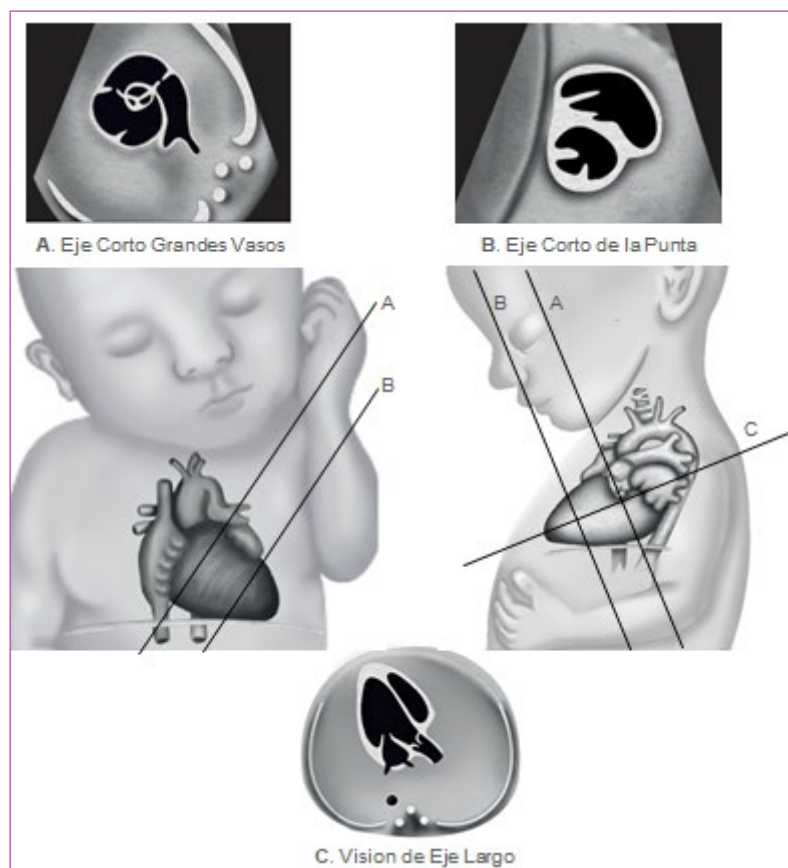 A. Eje Corto Grandes Vasos
B. Eje Corto de la Punta
A
B
B
A
C
C. Vision de Eje Largo